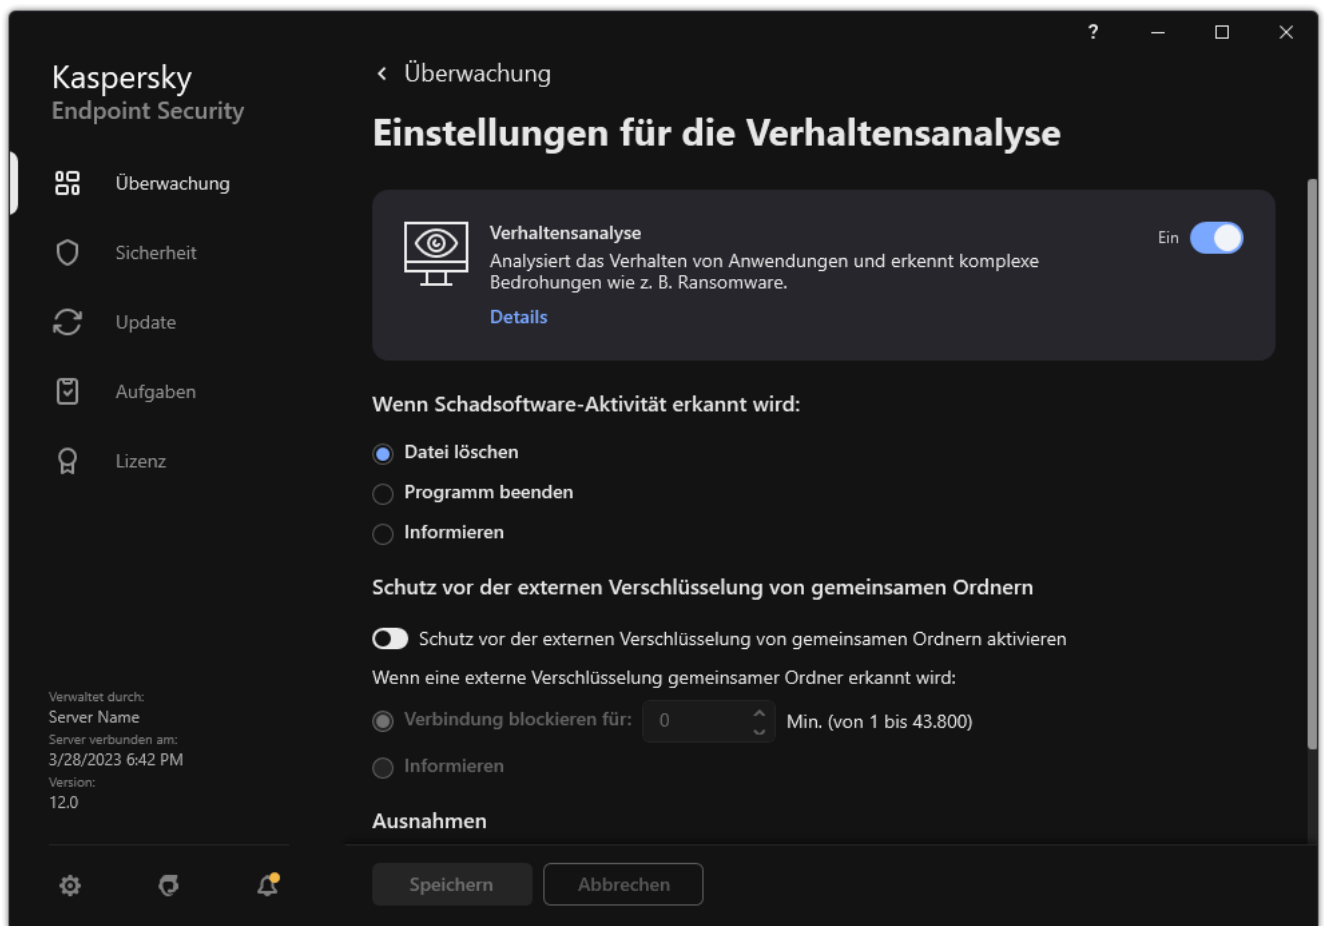 ?
Kaspersky
Endpoint Security
Überwachung
Sicherheit
Update
Aufgaben
Lizenz
Verwaltet durch:
Server Name
Server verbunden am:
3/28/2023 6:42 PM
Version:
12.0
Überwachung
Einstellungen für die Verhaltensanalyse
Verhaltensanalyse
Ein
Analysiert das Verhalten von Anwendungen und erkennt komplexe
Bedrohungen wie z. B. Ransomware.
Details
Wenn Schadsoftware-Aktivität erkannt wird:
Datei löschen
Programm beenden
Informieren
Schutz vor der externen Verschlüsselung von gemeinsamen Ordnern
Schutz vor der externen Verschlüsselung von gemeinsamen Ordnern aktivieren
Wenn eine externe Verschlüsselung gemeinsamer Ordner erkannt wird:
Verbindung blockieren für: 0 Min. (von 1 bis 43.800)
Informieren
Ausnahmen
Speichern Abbrechen